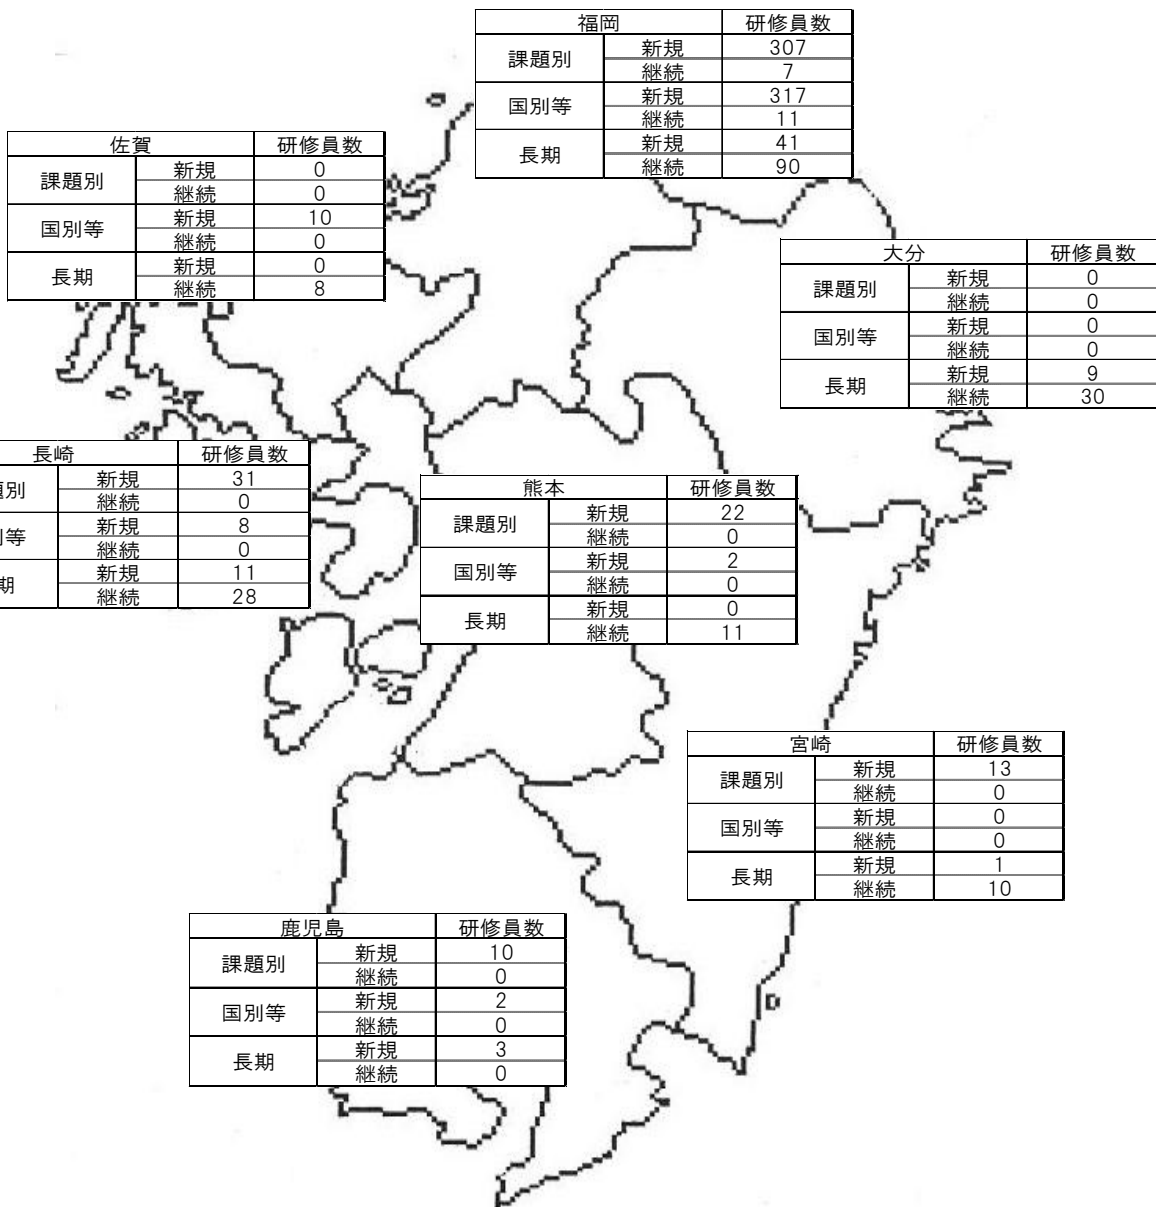 福岡 研修員数
課題別 新規 307
継続 7
国別等 新規 317
継続 11
長期 新規 41
継続 90
佐賀 研修員数
課題別 新規 0
継続 0
国別等 新規 10
継続 0
長期 新規 0
継続 8
大分 研修員数
課題別 新規 0
継続 0
国別等 新規 0
継続 0
長期 新規 9
継続 30
長崎 研修員数
題別 新規 31
継続 0
別等 新規 8
継続 0
期 新規 11
継続 28
熊本 研修員数
課題別 新規 22
継続 0
国別等 新規 2
継続 0
長期 新規 0
継続 11
宮崎 研修員数
課題別 新規 13
継続 0
国別等 新規 0
継続 0
長期 新規 1
継続 10
鹿児島 研修員数
課題別 新規 10
継続 0
国別等 新規 2
継続 0
長期 新規 3
継続 0